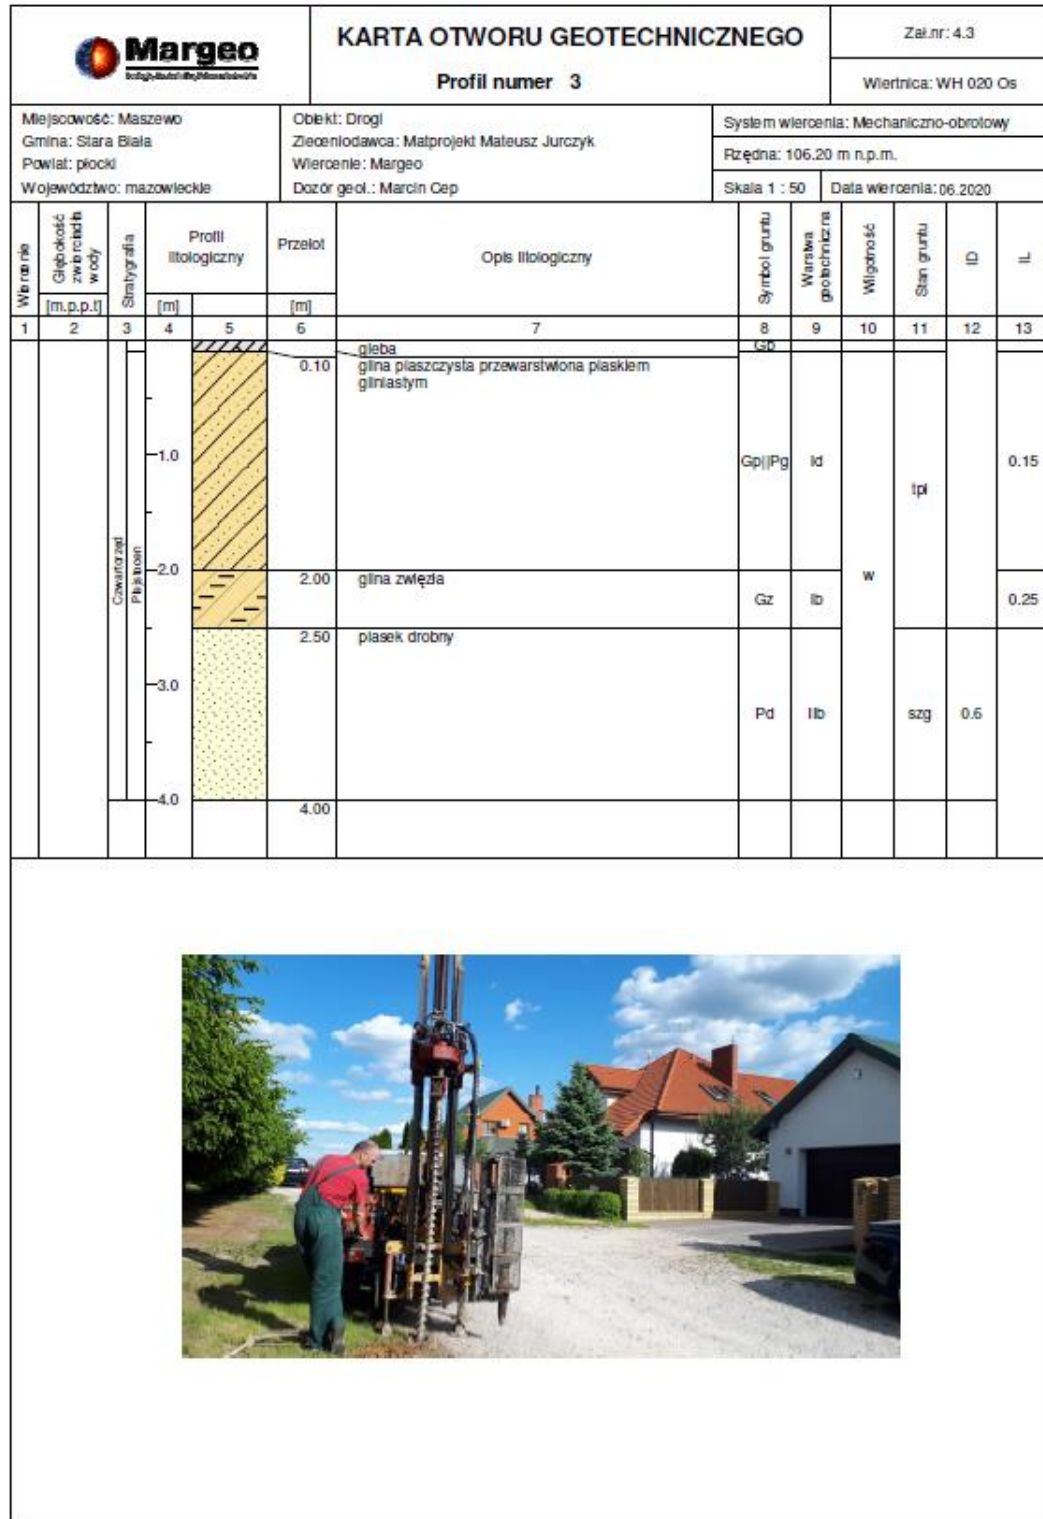 Margeo
KARTA OTWORU GEOTECHNICZNEGO
Profil numer 3
Zał.nr: 4.3
Wiertnica: WH 020 Os
Miejscowość: Maszewo
Gmina: Stara Biała
Powiat: płocki
Województwo: mazowieckie
Obiekt: Drogi
Zleceniodawca: Matprojekt Mateusz Jurczyk
Wiercenie: Margeo
Dozór geol.: Marcin Cep
System wiercenia: Mechaniczno-obrotowy
Rzędna: 106.20 m n.p.m.
Skala 1 : 50
Data wiercenia: 06.2020
Wiercenie
Głębokość zwierciadła wody
[m.p.p.t]
Stratygrafia
Profil litologiczny
[m]
Przelot
[m]
Opis litologiczny
Symbol gruntu
Warstwa geotechniczna
Wilgotność
Stan gruntu
ID
IL
1 2 3 4 5 6 7 8 9 10 11 12 13
Czwartorzęd
Plejstocen
gleba
Gb
0.10
glina piaszczysta przewarstwiona piaskiem
gliniastym
1.0
Gp||Pg
Id
tpl
0.15
2.0
2.00
glina zwięzła
w
Gz
Ib
0.25
2.50
piasek drobny
3.0
Pd
IIb
szg
0.6
4.0
4.00